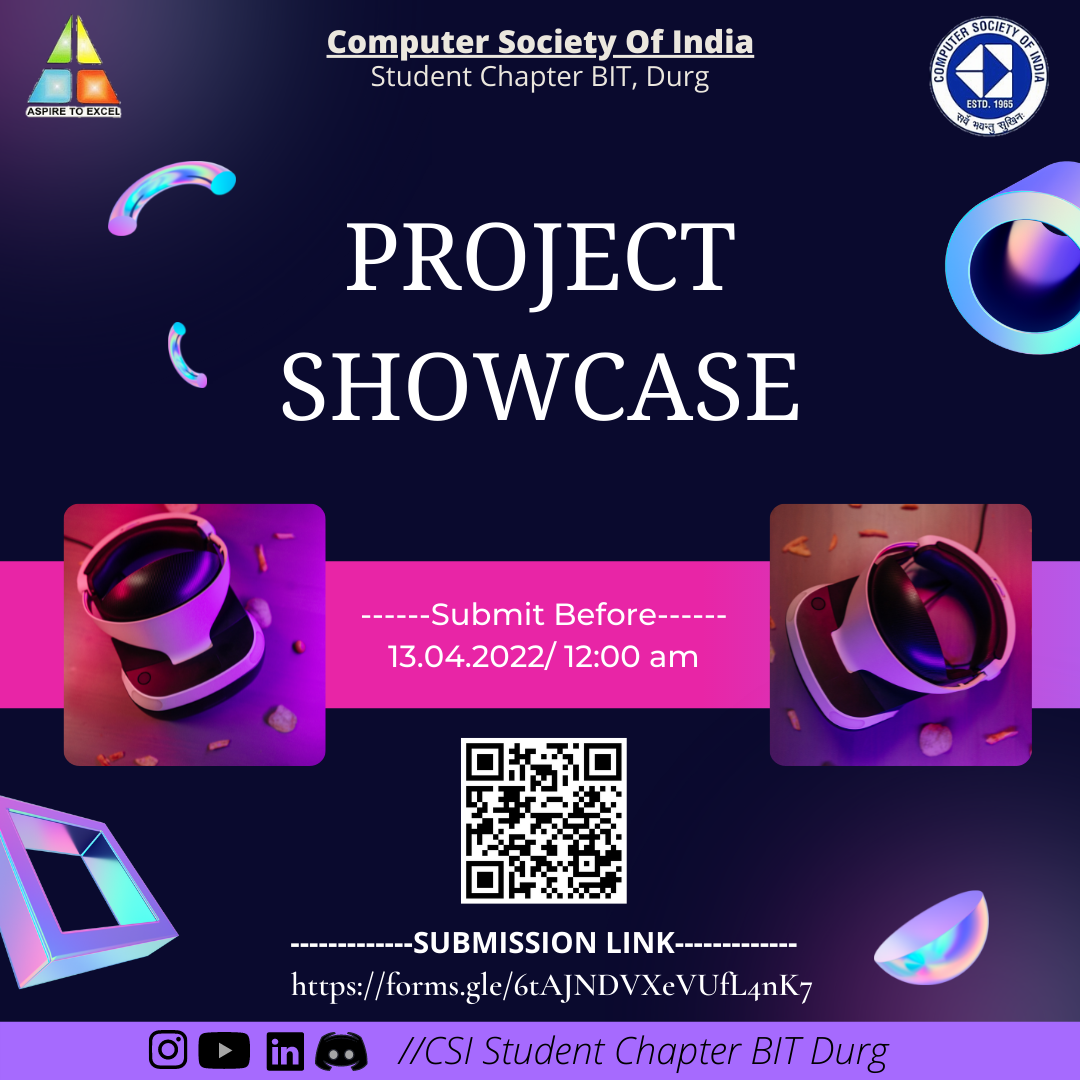 Computer Society Of India
Student Chapter BIT, Durg
ASPIRE TO EXCEL
COMPUTER SOCIETY OF INDIA
ESTD. 1965
सर्वे भवन्तु सुखिनः
PROJECT
SHOWCASE
------Submit Before------
13.04.2022/ 12:00 am
-------------SUBMISSION LINK-------------
https://forms.gle/6tAJNDVXeVUfL4nK7
//CSI Student Chapter BIT Durg